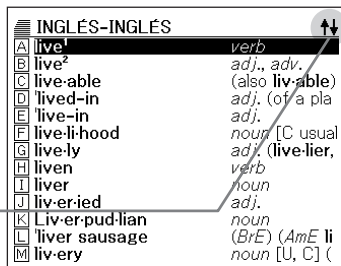 INGLÉS-INGLÉS
A live¹ verb
B live² adj., adv.
C live·able (also liv·able)
D 'lived-in adj. (of a pla
E 'live-in adj.
F live·li·hood noun [C usual
G live·ly adj. (live·lier,
H liven verb
I liver noun
J liv·er·ied adj.
K Liv·er·pud·lian noun
L 'liver sausage (BrE) (AmE li
M liv·ery noun [U, C] (